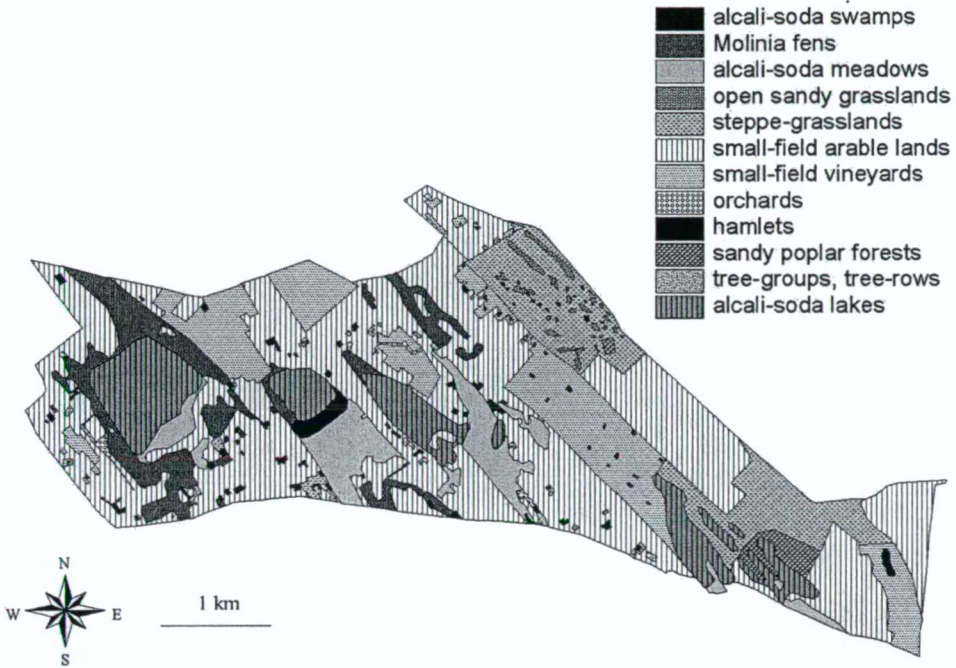 alcali-soda swamps
Molinia fens
alcali-soda meadows
open sandy grasslands
steppe-grasslands
small-field arable lands
small-field vineyards
orchards
hamlets
sandy poplar forests
tree-groups, tree-rows
alcali-soda lakes
N
W E
S
1 km